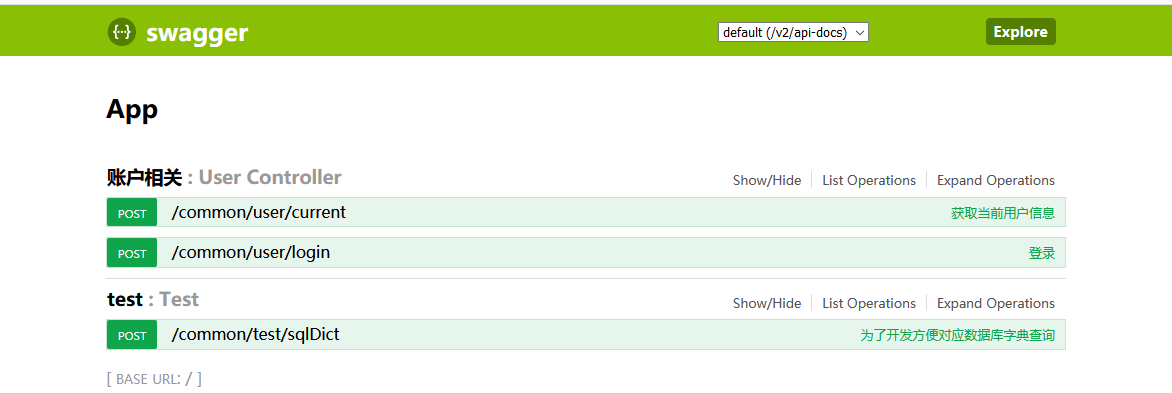 {···} swagger default (/v2/api-docs) Explore
App
账户相关 : User Controller Show/Hide List Operations Expand Operations
POST /common/user/current 获取当前用户信息
POST /common/user/login 登录
test : Test Show/Hide List Operations Expand Operations
POST /common/test/sqlDict 为了开发方便对应数据库字典查询
[ BASE URL: / ]